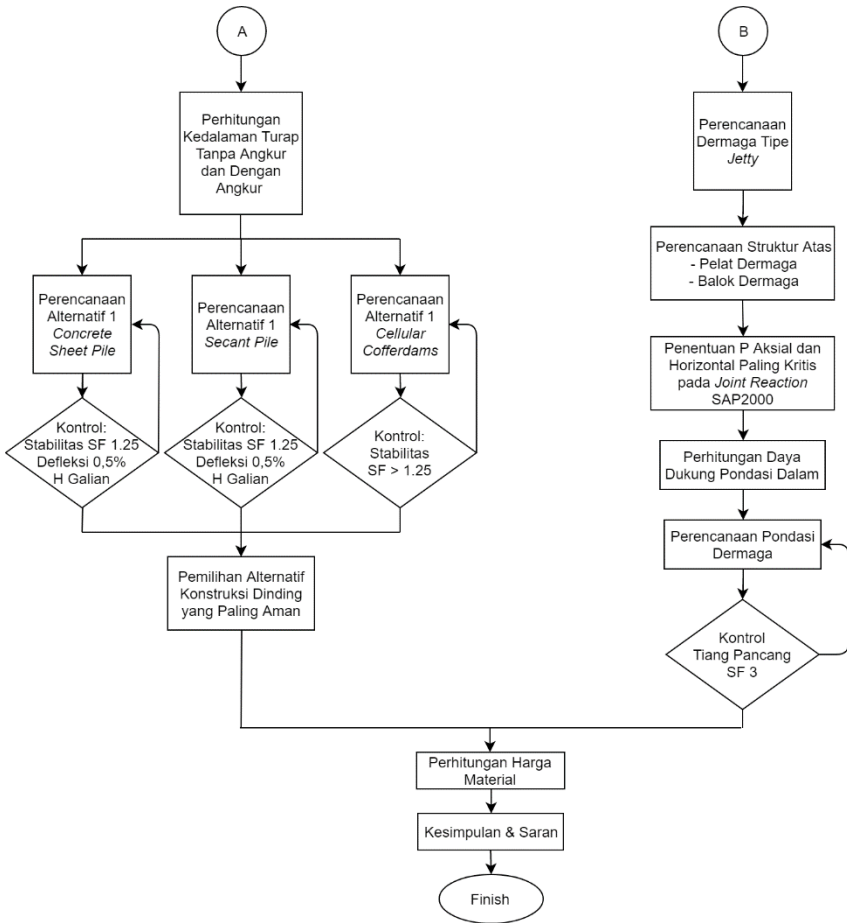 A
Perhitungan
Kedalaman Turap
Tanpa Angkur
dan Dengan
Angkur
Perencanaan
Alternatif 1
Concrete
Sheet Pile
Perencanaan
Alternatif 1
Secant Pile
Perencanaan
Alternatif 1
Cellular
Cofferdams
Kontrol:
Stabilitas SF 1.25
Defleksi 0,5%
H Galian
Kontrol:
Stabilitas SF 1.25
Defleksi 0,5%
H Galian
Kontrol:
Stabilitas
SF > 1.25
Pemilihan Alternatif
Konstruksi Dinding
yang Paling Aman
B
Perencanaan
Dermaga Tipe
Jetty
Perencanaan Struktur Atas
- Pelat Dermaga
- Balok Dermaga
Penentuan P Aksial dan
Horizontal Paling Kritis
pada Joint Reaction
SAP2000
Perhitungan Daya
Dukung Pondasi Dalam
Perencanaan Pondasi
Dermaga
Kontrol
Tiang Pancang
SF 3
Perhitungan Harga
Material
Kesimpulan & Saran
Finish